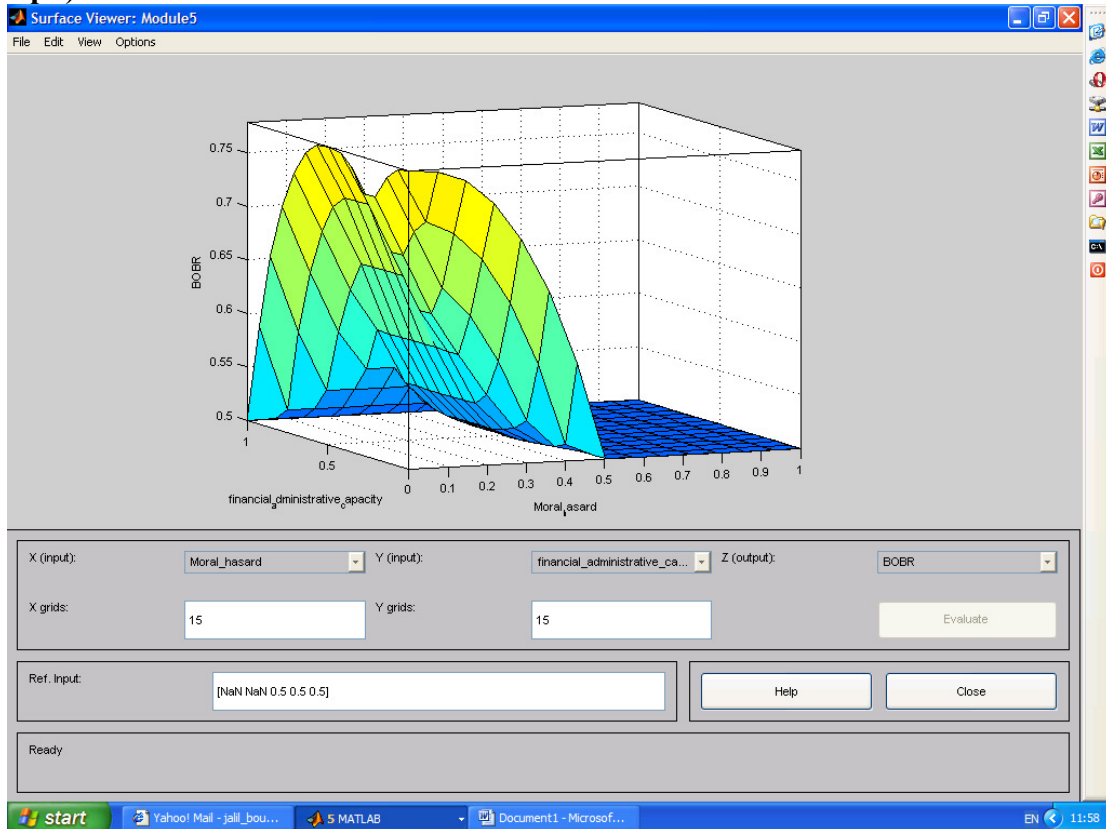 Surface Viewer: Module5
File Edit View Options
0.75
0.7
0.65
0.6
0.55
0.5
BOBR
1
0.5
0
0.1
0.2
0.3
0.4
0.5
0.6
0.7
0.8
0.9
1
financial_administrative_capacity
Moral_hasard
X (input):
Moral_hasard
Y (input):
financial_administrative_ca...
Z (output):
BOBR
X grids:
15
Y grids:
15
Evaluate
Ref. Input:
[NaN NaN 0.5 0.5 0.5]
Help
Close
Ready
start
Yahoo! Mail - jalil_bou...
5 MATLAB
Document1 - Microsof...
EN
11:58